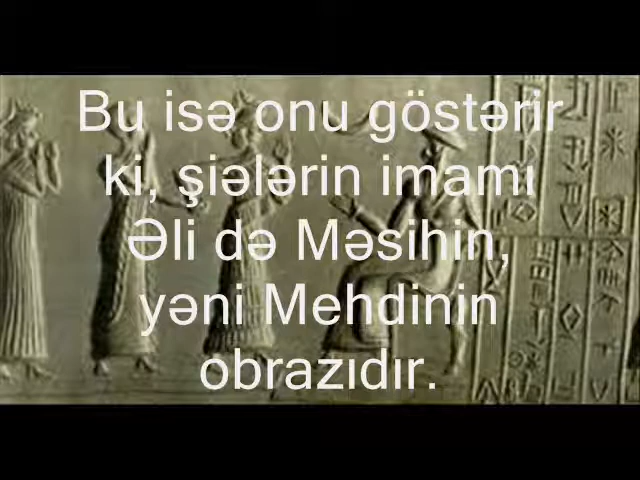 Bu isə onu göstərir
ki, şiələrin imamı
Əli də Məsihin,
yəni Mehdinin
obrazıdır.